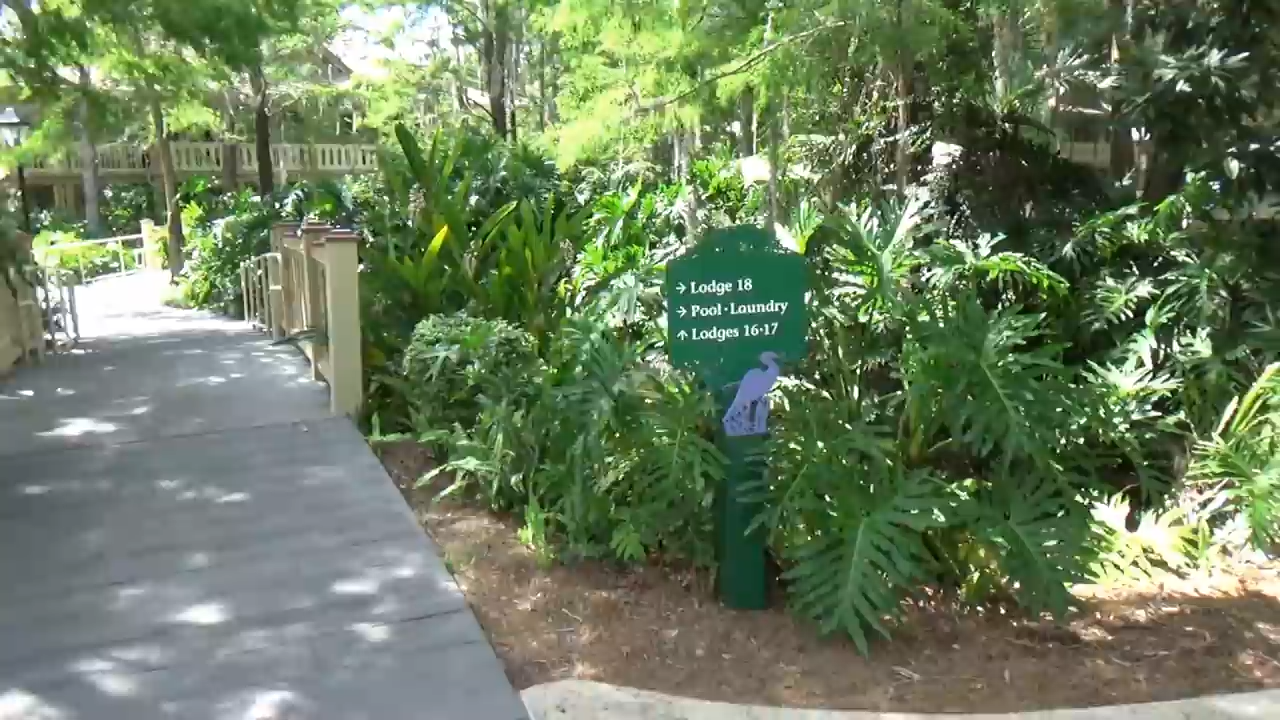 → Lodge 18
→ Pool · Laundry
↑ Lodges 16·17